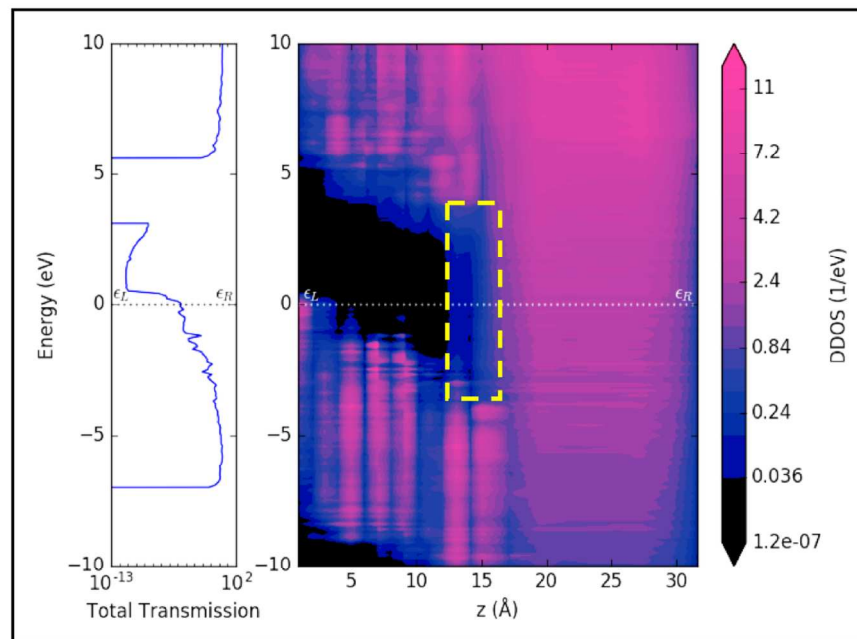 10
5
0
−5
−10
Energy (eV)
ϵL
ϵR
10^-13
10^2
Total Transmission
10
5
0
−5
−10
ϵL
ϵR
5
10
15
20
25
30
z (Å)
11
7.2
4.2
2.4
0.84
0.24
0.036
1.2e-07
DDOS (1/eV)